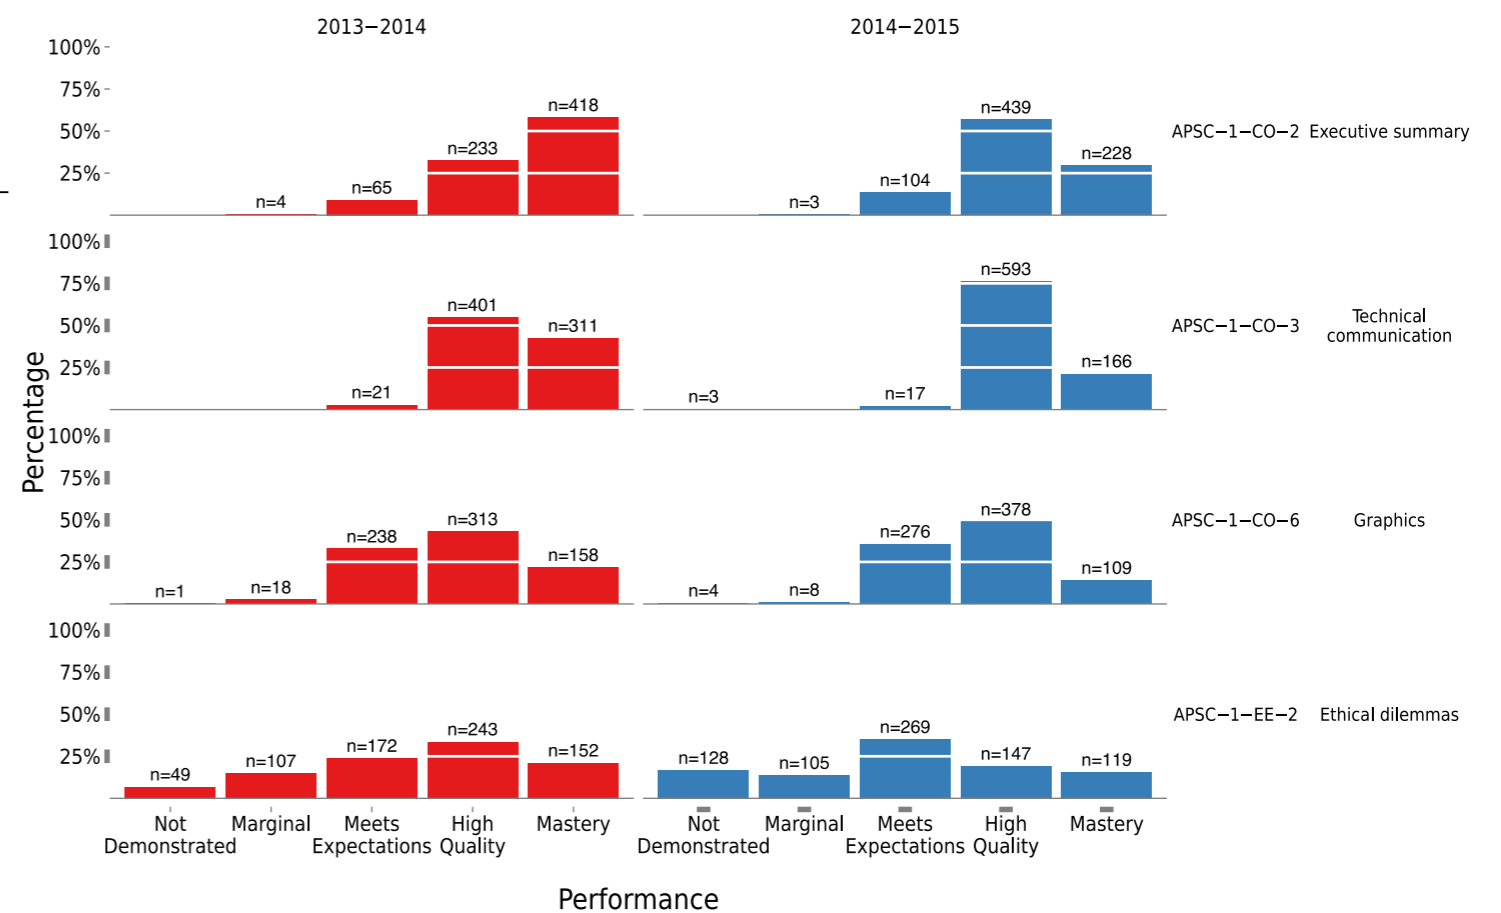 2013−2014
2014−2015
100%
75%
50%
25%
n=4
n=65
n=233
n=418
n=3
n=104
n=439
n=228
APSC−1−CO−2 Executive summary
100%
75%
50%
25%
n=21
n=401
n=311
n=3
n=17
n=593
n=166
APSC−1−CO−3
Technical
communication
100%
75%
50%
25%
n=1
n=18
n=238
n=313
n=158
n=4
n=8
n=276
n=378
n=109
APSC−1−CO−6 Graphics
100%
75%
50%
25%
n=49
n=107
n=172
n=243
n=152
n=128
n=105
n=269
n=147
n=119
APSC−1−EE−2 Ethical dilemmas
Percentage
Not
Demonstrated
Marginal
Meets
Expectations
High
Quality
Mastery
Not
Demonstrated
Marginal
Meets
Expectations
High
Quality
Mastery
Performance